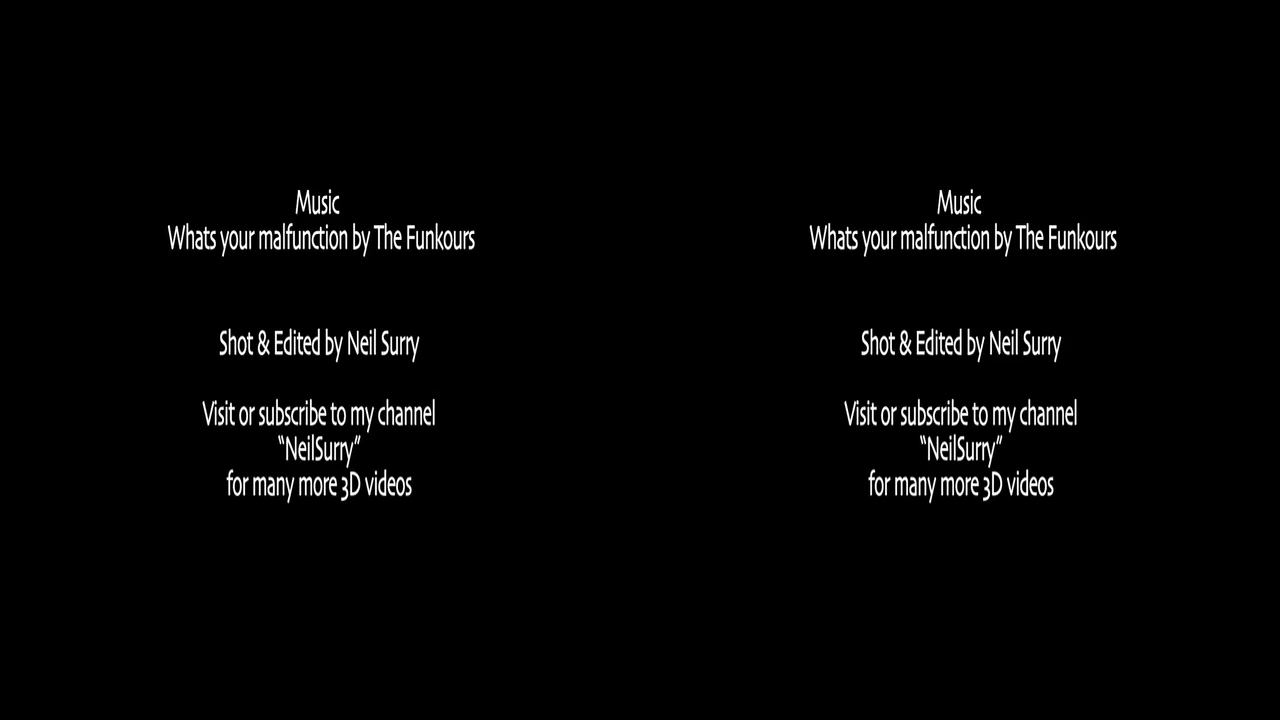 Music
Whats your malfunction by The Funkours
Shot & Edited by Neil Surry
Visit or subscribe to my channel
“NeilSurry”
for many more 3D videos
Music
Whats your malfunction by The Funkours
Shot & Edited by Neil Surry
Visit or subscribe to my channel
“NeilSurry”
for many more 3D videos